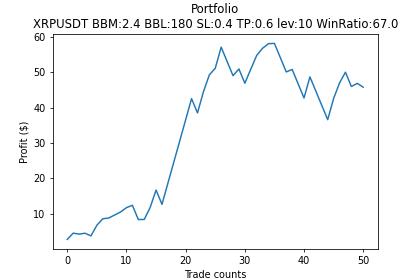 Portfolio
XRPUSDT BBM:2.4 BBL:180 SL:0.4 TP:0.6 lev:10 WinRatio:67.0
60
50
40
30
20
10
Profit ($)
0 10 20 30 40 50
Trade counts